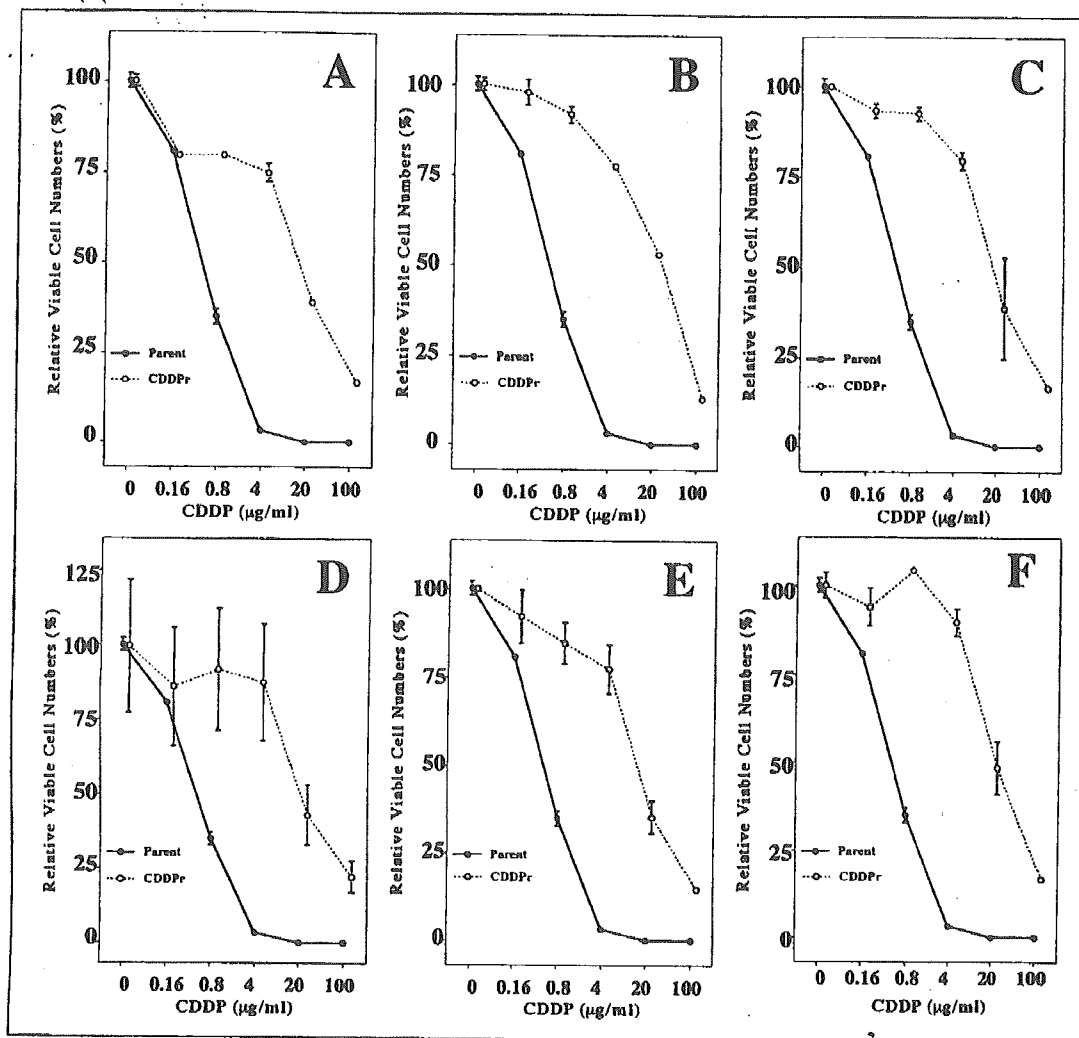 A
Relative Viable Cell Numbers (%)
100
75
50
25
0
Parent
CDDPr
0 0.16 0.8 4 20 100
CDDP (μg/ml)
B
Relative Viable Cell Numbers (%)
100
75
50
25
0
Parent
CDDPr
0 0.16 0.8 4 20 100
CDDP (μg/ml)
C
Relative Viable Cell Numbers (%)
100
75
50
25
0
Parent
CDDPr
0 0.16 0.8 4 20 100
CDDP (μg/ml)
D
Relative Viable Cell Numbers (%)
125
100
75
50
25
0
Parent
CDDPr
0 0.16 0.8 4 20 100
CDDP (μg/ml)
E
Relative Viable Cell Numbers (%)
100
75
50
25
0
Parent
CDDPr
0 0.16 0.8 4 20 100
CDDP (μg/ml)
F
Relative Viable Cell Numbers (%)
100
75
50
25
0
Parent
CDDPr
0 0.16 0.8 4 20 100
CDDP (μg/ml)